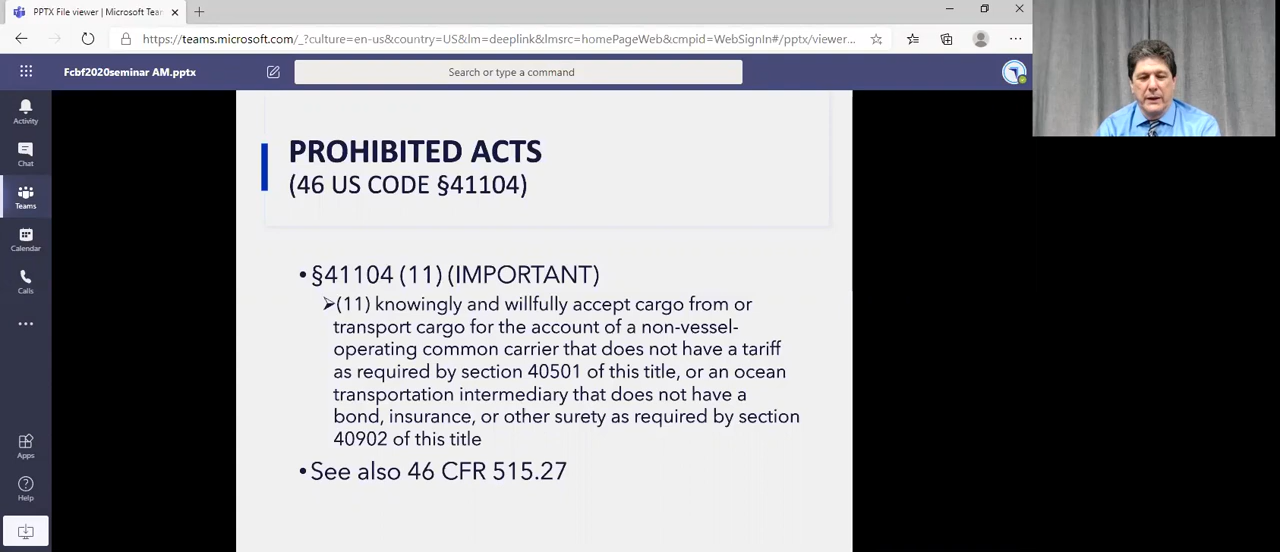 PPTX File viewer | Microsoft Tea
https://teams.microsoft.com/_?culture=en-us&country=US&lm=deeplink&lmsrc=homePageWeb&cmpid=WebSignIn#/pptx/viewer...
Fcbf2020seminar AM.pptx
Search or type a command
Activity
Chat
Teams
Calendar
Calls
Apps
Help
PROHIBITED ACTS
(46 US CODE §41104)
•§41104 (11) (IMPORTANT)
➢(11) knowingly and willfully accept cargo from or
transport cargo for the account of a non-vessel-
operating common carrier that does not have a tariff
as required by section 40501 of this title, or an ocean
transportation intermediary that does not have a
bond, insurance, or other surety as required by section
40902 of this title
•See also 46 CFR 515.27